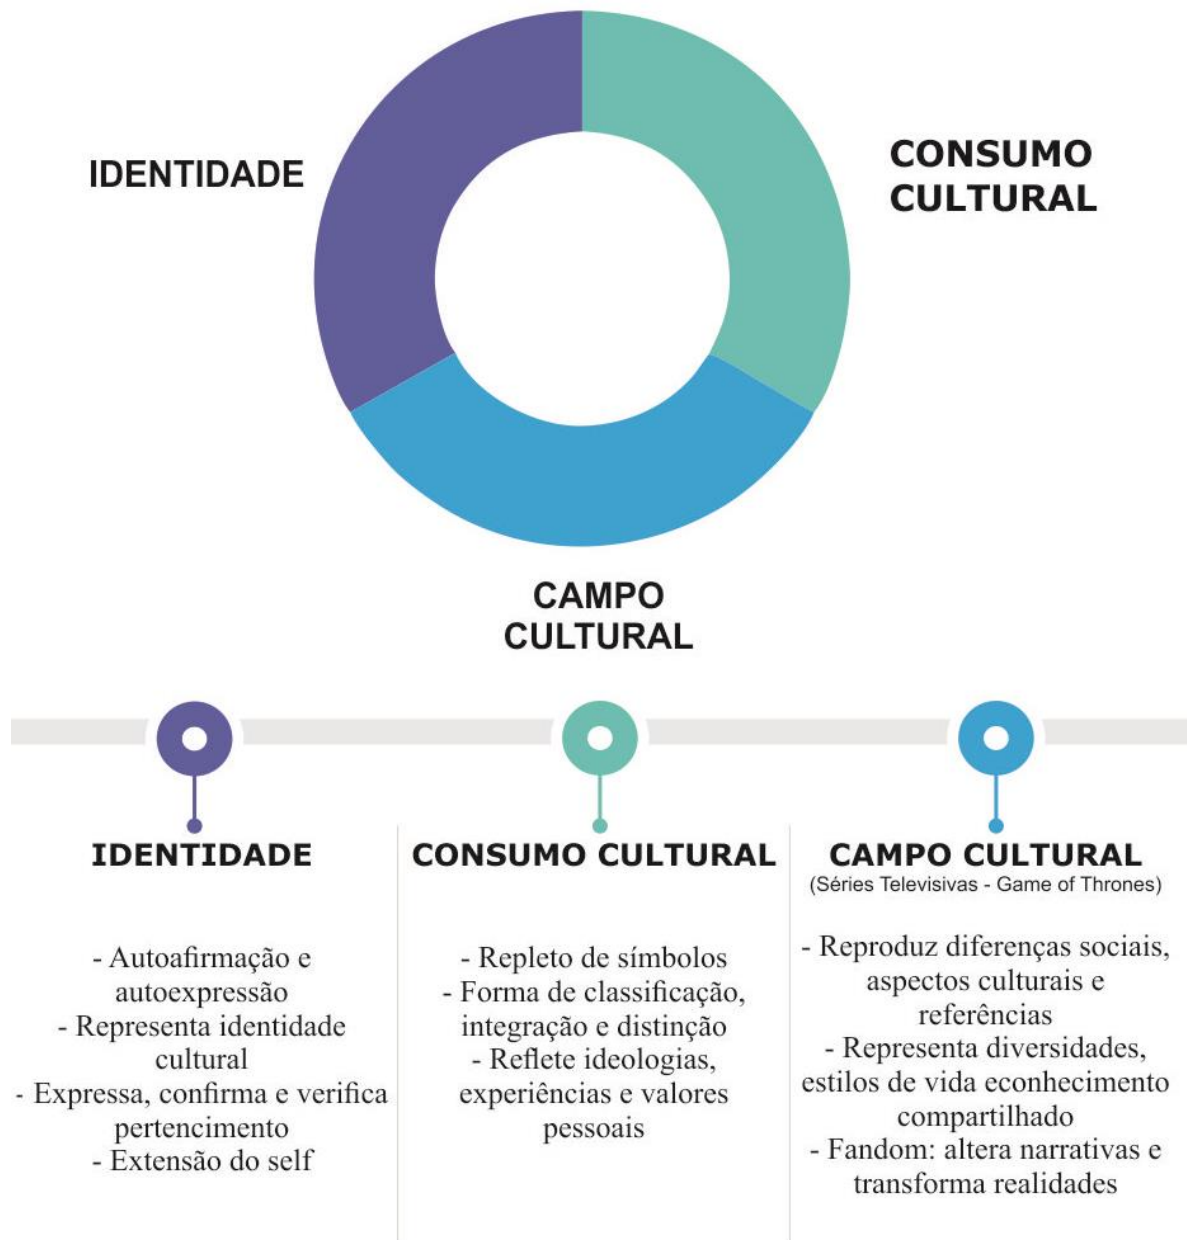 IDENTIDADE
CONSUMO
CULTURAL
CAMPO
CULTURAL
IDENTIDADE
- Autoafirmação e
autoexpressão
- Representa identidade
cultural
- Expressa, confirma e verifica
pertencimento
- Extensão do self
CONSUMO CULTURAL
- Repleto de símbolos
- Forma de classificação,
integração e distinção
- Reflete ideologias,
experiências e valores
pessoais
CAMPO CULTURAL
(Séries Televisivas - Game of Thrones)
- Reproduz diferenças sociais,
aspectos culturais e
referências
- Representa diversidades,
estilos de vida econhecimento
compartilhado
- Fandom: altera narrativas e
transforma realidades